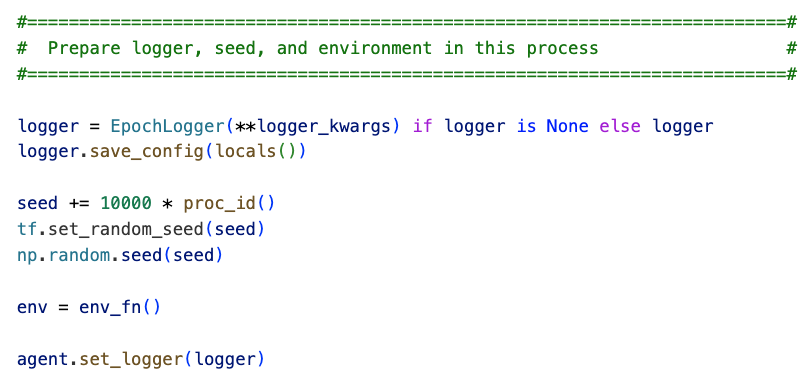 #=========================================================================#
#  Prepare logger, seed, and environment in this process                  #
#=========================================================================#
logger = EpochLogger(**logger_kwargs) if logger is None else logger
logger.save_config(locals())
seed += 10000 * proc_id()
tf.set_random_seed(seed)
np.random.seed(seed)
env = env_fn()
agent.set_logger(logger)